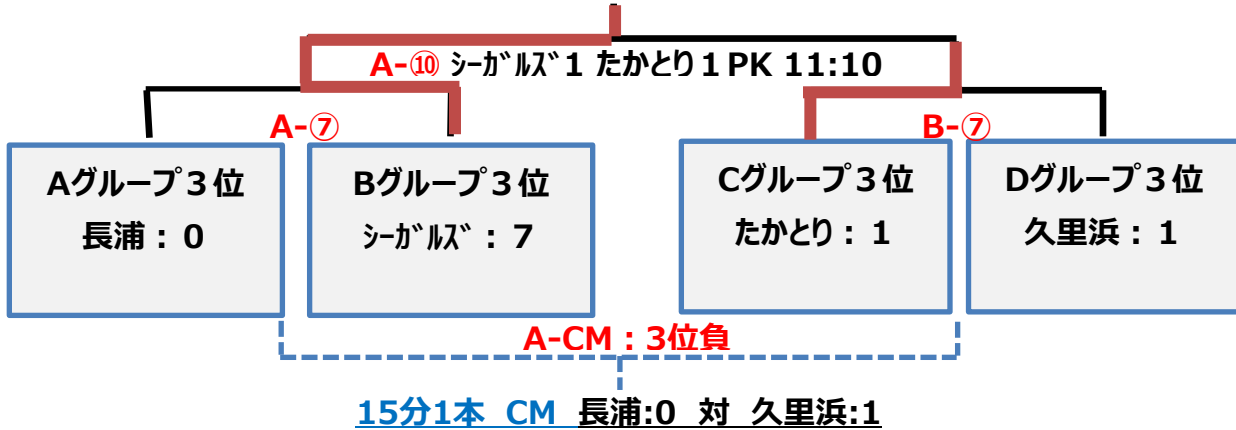 A-⑩ ｼｰｶﾞﾙｽﾞ1 たかとり1 PK 11:10
A-⑦
B-⑦
Aグループ３位
長浦：0
Bグループ３位
ｼｰｶﾞﾙｽﾞ：7
Cグループ３位
たかとり：1
Dグループ３位
久里浜：1
A-CM：3位負
15分1本 CM 長浦:0 対 久里浜:1